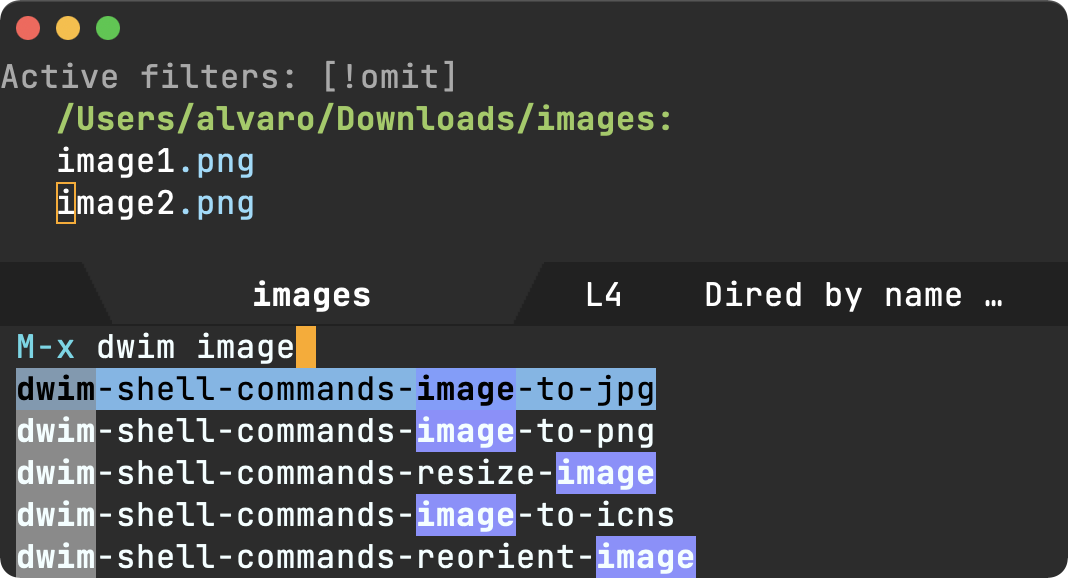 Active filters: [!omit]
/Users/alvaro/Downloads/images:
image1.png
image2.png
images L4 Dired by name …
M-x dwim image
dwim-shell-commands-image-to-jpg
dwim-shell-commands-image-to-png
dwim-shell-commands-resize-image
dwim-shell-commands-image-to-icns
dwim-shell-commands-reorient-image